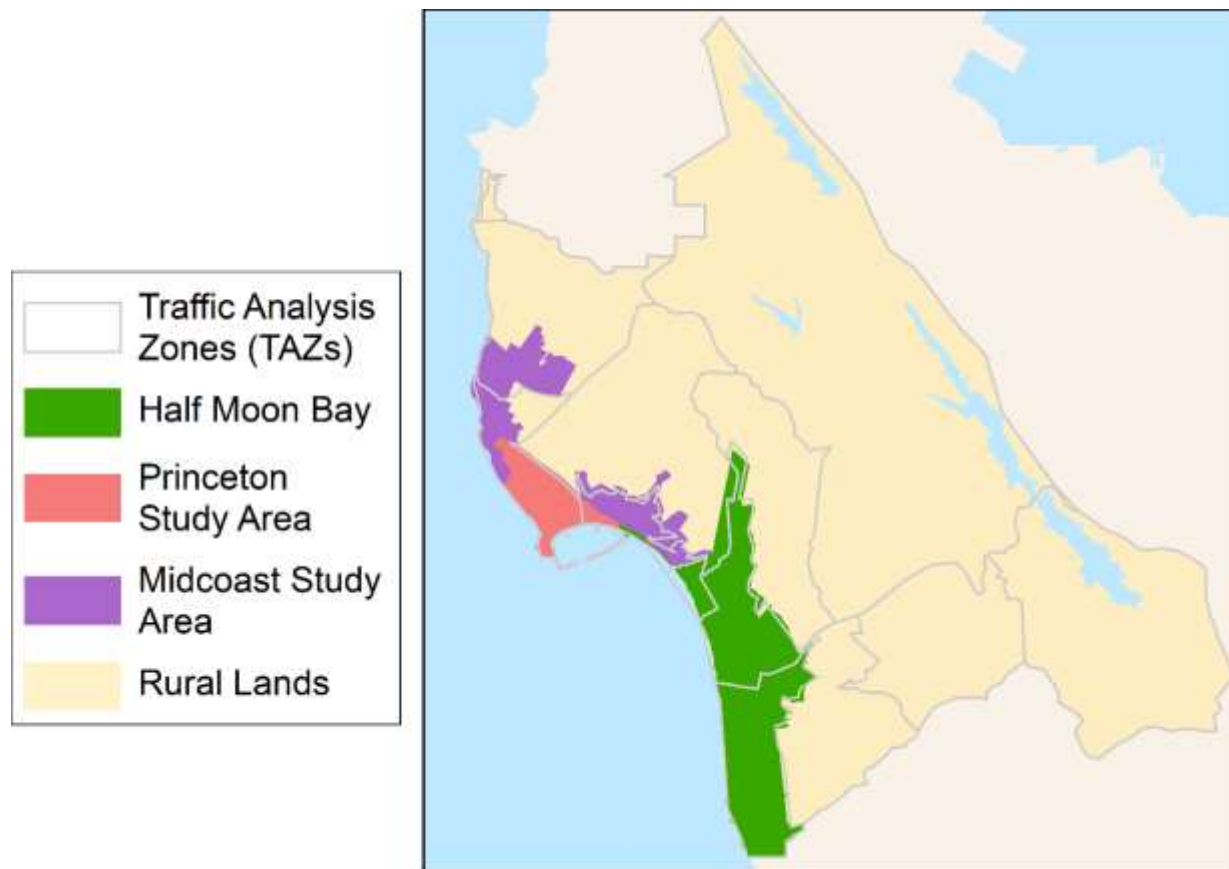 Traffic Analysis
Zones (TAZs)
Half Moon Bay
Princeton
Study Area
Midcoast Study
Area
Rural Lands